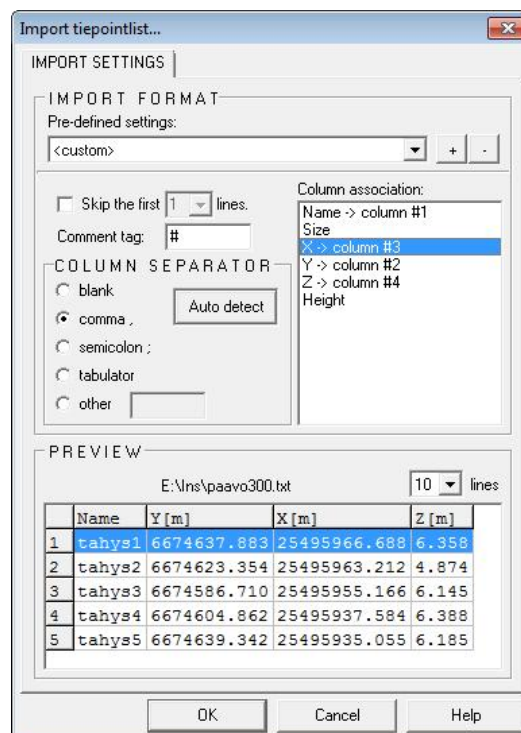 Import tiepointlist...
IMPORT SETTINGS
IMPORT FORMAT
Pre-defined settings:
<custom>
+ -
Skip the first 1 lines.
Comment tag: #
COLUMN SEPARATOR
blank
comma ,
semicolon ;
tabulator
other
Auto detect
Column association:
Name -> column #1
Size
X -> column #3
Y -> column #2
Z -> column #4
Height
PREVIEW
E:\Ins\paavo300.txt 10 lines
Name Y[m] X[m] Z[m]
1 tahys1 6674637.883 25495966.688 6.358
2 tahys2 6674623.354 25495963.212 4.874
3 tahys3 6674586.710 25495955.166 6.145
4 tahys4 6674604.862 25495937.584 6.388
5 tahys5 6674639.342 25495935.055 6.185
OK Cancel Help